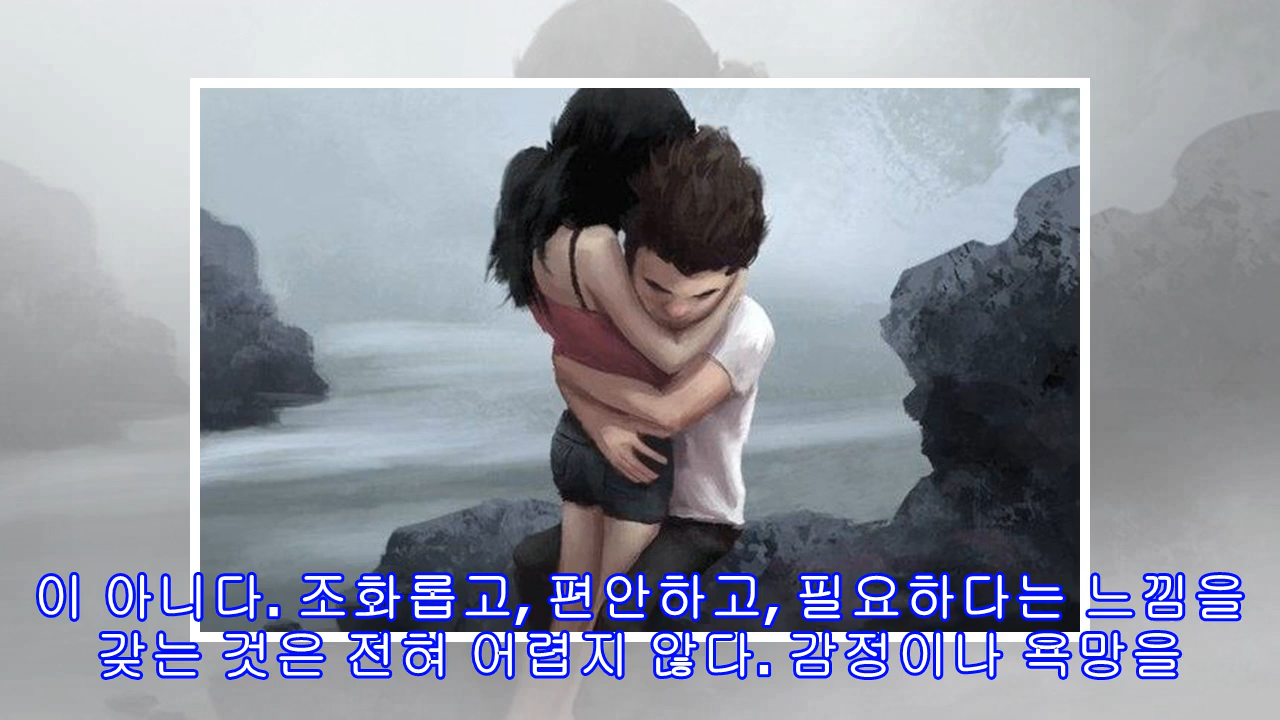 이 아니다. 조화롭고, 편안하고, 필요하다는 느낌을
갖는 것은 전혀 어렵지 않다. 감정이나 욕망을